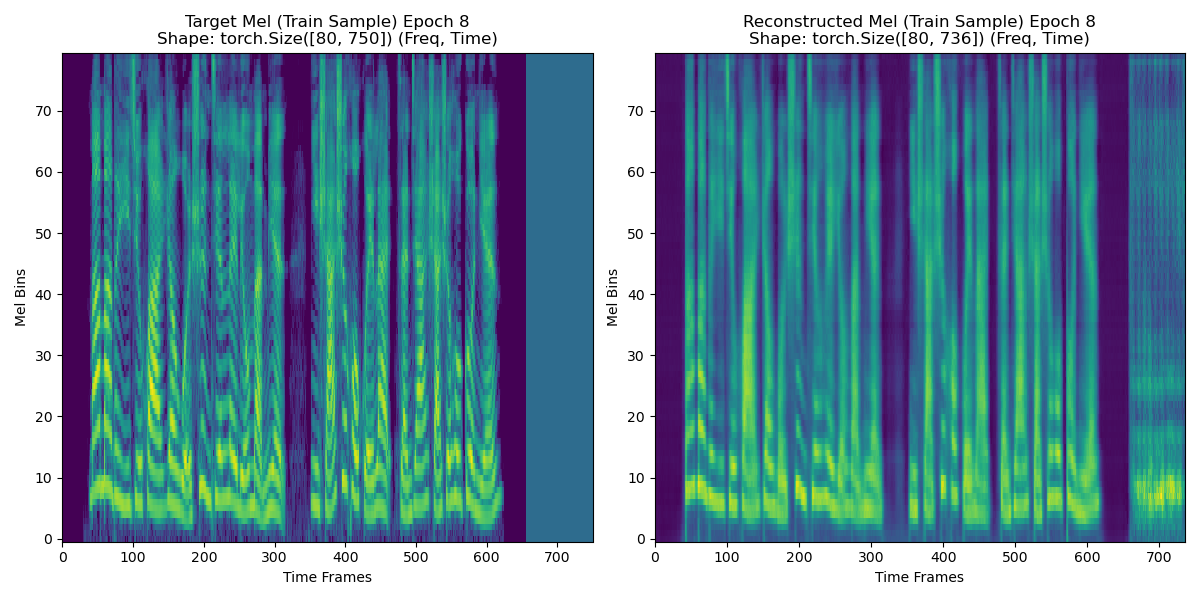 Target Mel (Train Sample) Epoch 8
Shape: torch.Size([80, 750]) (Freq, Time)
Mel Bins
70
60
50
40
30
20
10
0
0 100 200 300 400 500 600 700
Time Frames
Reconstructed Mel (Train Sample) Epoch 8
Shape: torch.Size([80, 736]) (Freq, Time)
Mel Bins
70
60
50
40
30
20
10
0
0 100 200 300 400 500 600 700
Time Frames